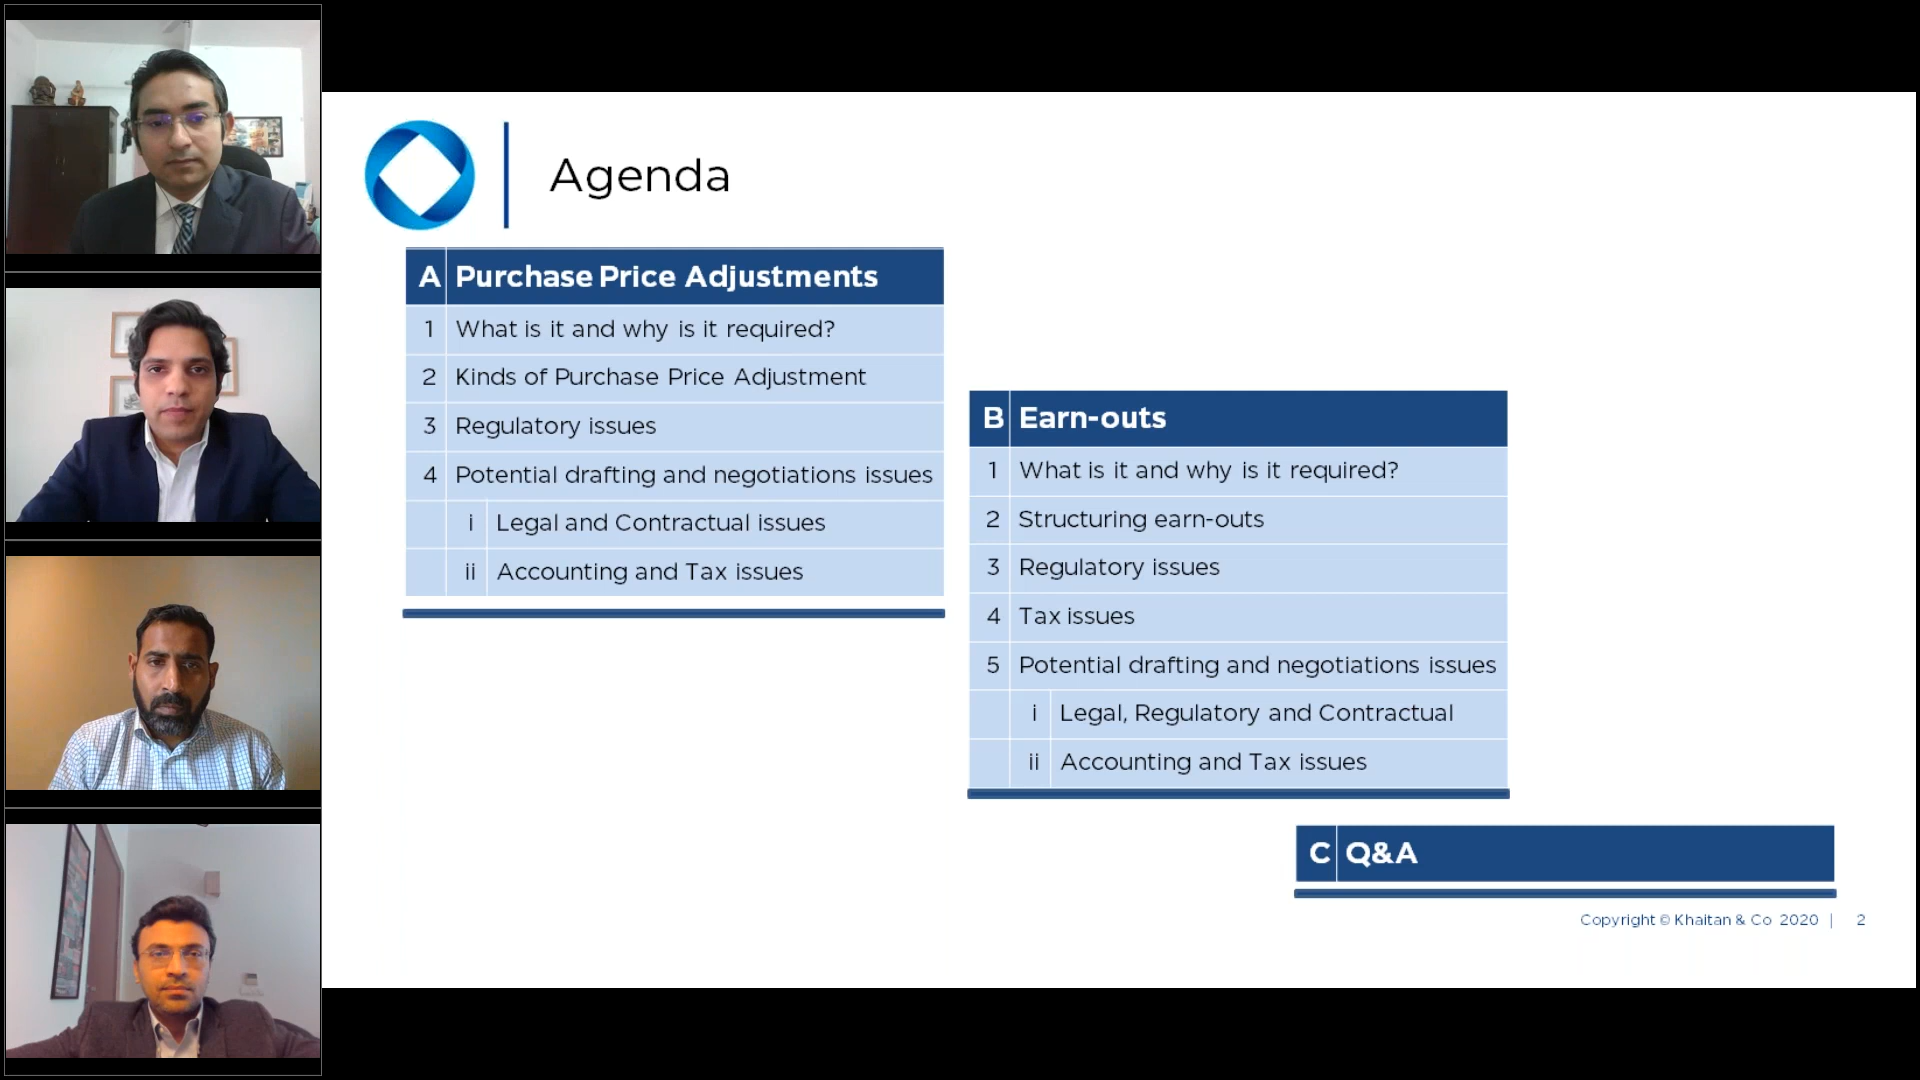 Agenda
A Purchase Price Adjustments
1 What is it and why is it required?
2 Kinds of Purchase Price Adjustment
3 Regulatory issues
4 Potential drafting and negotiations issues
i Legal and Contractual issues
ii Accounting and Tax issues
B Earn-outs
1 What is it and why is it required?
2 Structuring earn-outs
3 Regulatory issues
4 Tax issues
5 Potential drafting and negotiations issues
i Legal, Regulatory and Contractual
ii Accounting and Tax issues
C Q&A
Copyright © Khaitan & Co 2020 | 2